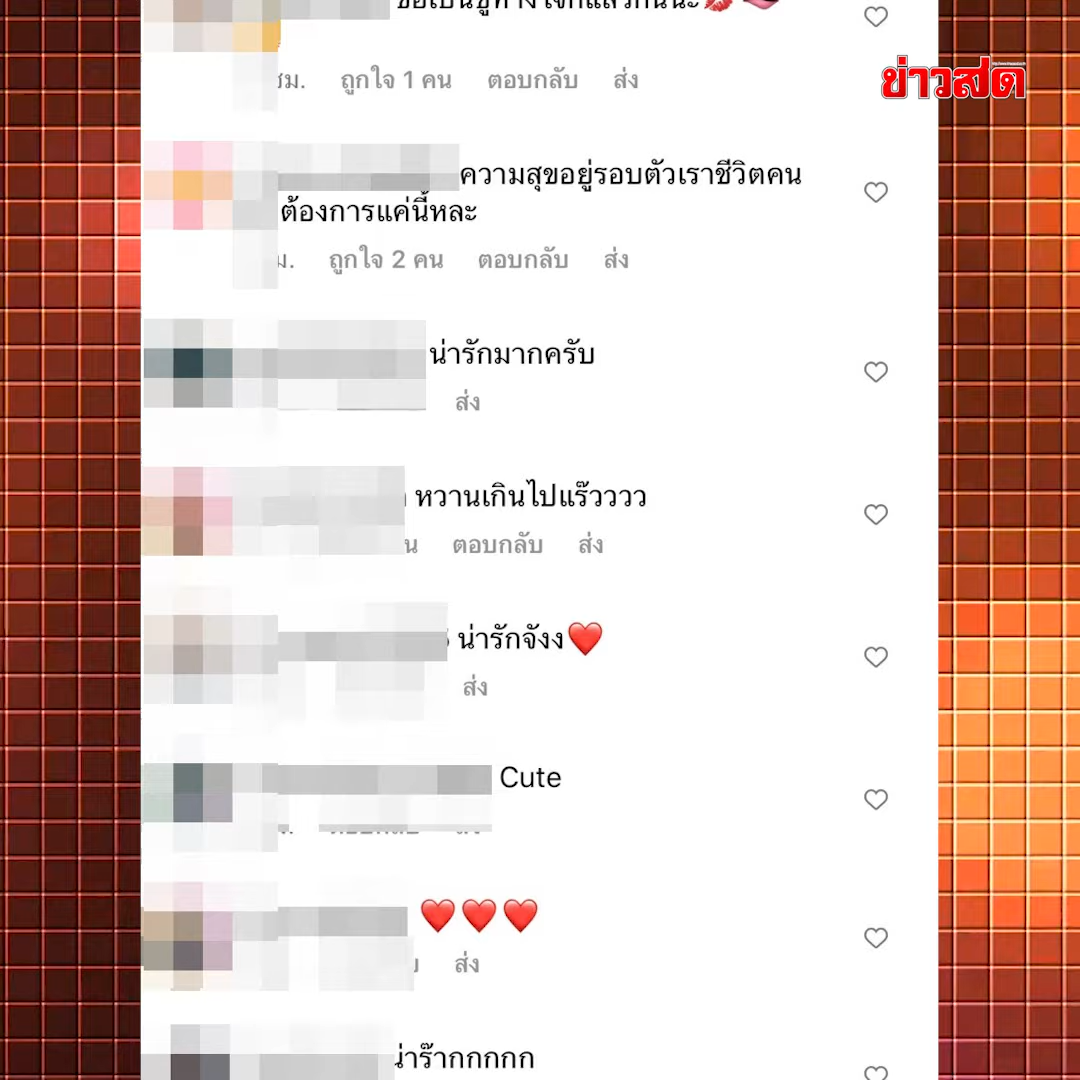 ข่าวสด
ชม. ถูกใจ 1 คน ตอบกลับ ส่ง
ความสุขอยู่รอบตัวเราชีวิตคน
ต้องการแค่นี้หละ
ถูกใจ 2 คน ตอบกลับ ส่ง
น่ารักมากครับ
ส่ง
หวานเกินไปแร๊วววว
ตอบกลับ ส่ง
น่ารักจังง❤️
ส่ง
Cute
❤️❤️❤️
ส่ง
น่าร๊ากกกกก